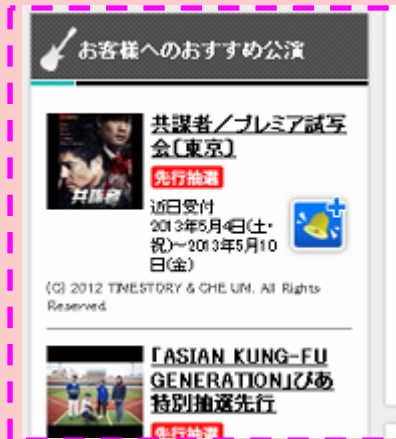 お客様へのおすすめ公演
共謀者
共謀者／プレミア試写
会〔東京〕
先行抽選
近日受付
2013年5月4日(土・
祝)～2013年5月10
日(金)
(C) 2012 TIMESTORY & CHE UM. All Rights
Reserved.
「ASIAN KUNG-FU
GENERATION」ぴあ
特別抽選先行
先行抽選